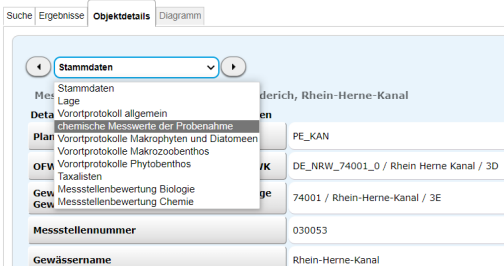 Suche Ergebnisse Objektdetails Diagramm
Stammdaten
Stammdaten
Mes derich, Rhein-Herne-Kanal
Lage
Deta en
Vorortprotokoll allgemein
chemische Messwerte der Probenahme
Plan PE_KAN
Vorortprotokolle Makrophyten und Diatomeen
Vorortprotokolle Makrozoobenthos
OFW VK DE_NRW_74001_0 / Rhein Herne Kanal / 3D
Vorortprotokolle Phytobenthos
Taxalisten
Gew ge 74001 / Rhein-Herne-Kanal / 3E
Messstellenbewertung Biologie
Gew
Messstellenbewertung Chemie
Messstellennummer 030053
Gewässername Rhein-Herne-Kanal